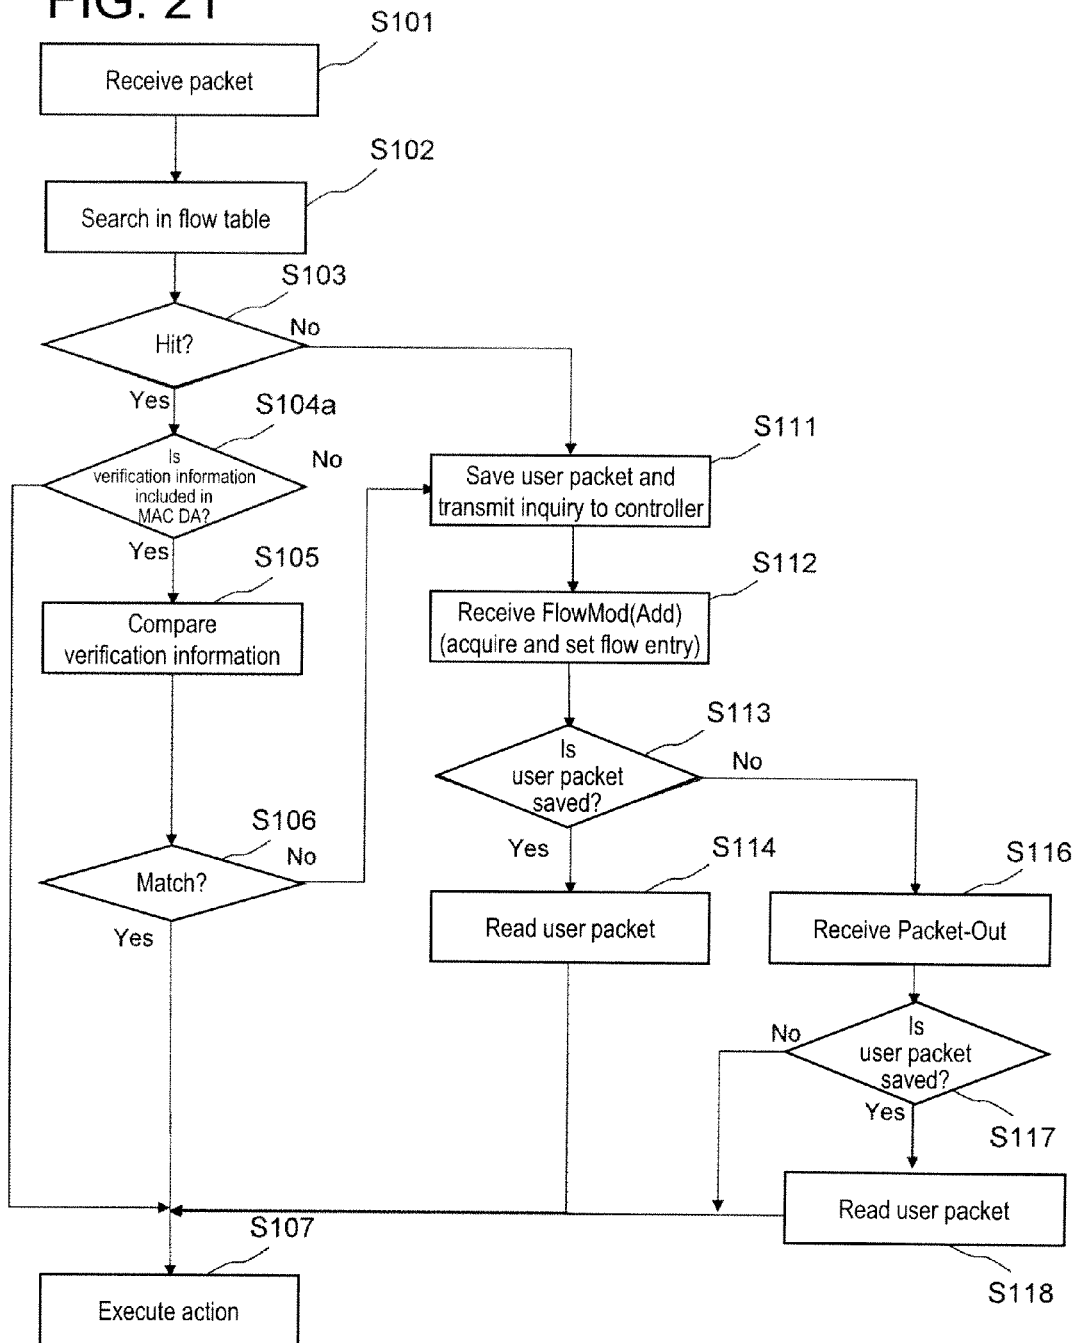 FIG. 21
S101
Receive packet
S102
Search in flow table
S103
Hit?
No
Yes
S104a
Is
verification information
included in
MAC DA?
No
Yes
S105
Compare
verification information
S106
Match?
No
Yes
S111
Save user packet and
transmit inquiry to controller
S112
Receive FlowMod(Add)
(acquire and set flow entry)
S113
Is
user packet
saved?
No
Yes
S114
Read user packet
S116
Receive Packet-Out
Is
user packet
saved?
No
Yes
S117
Read user packet
S118
S107
Execute action